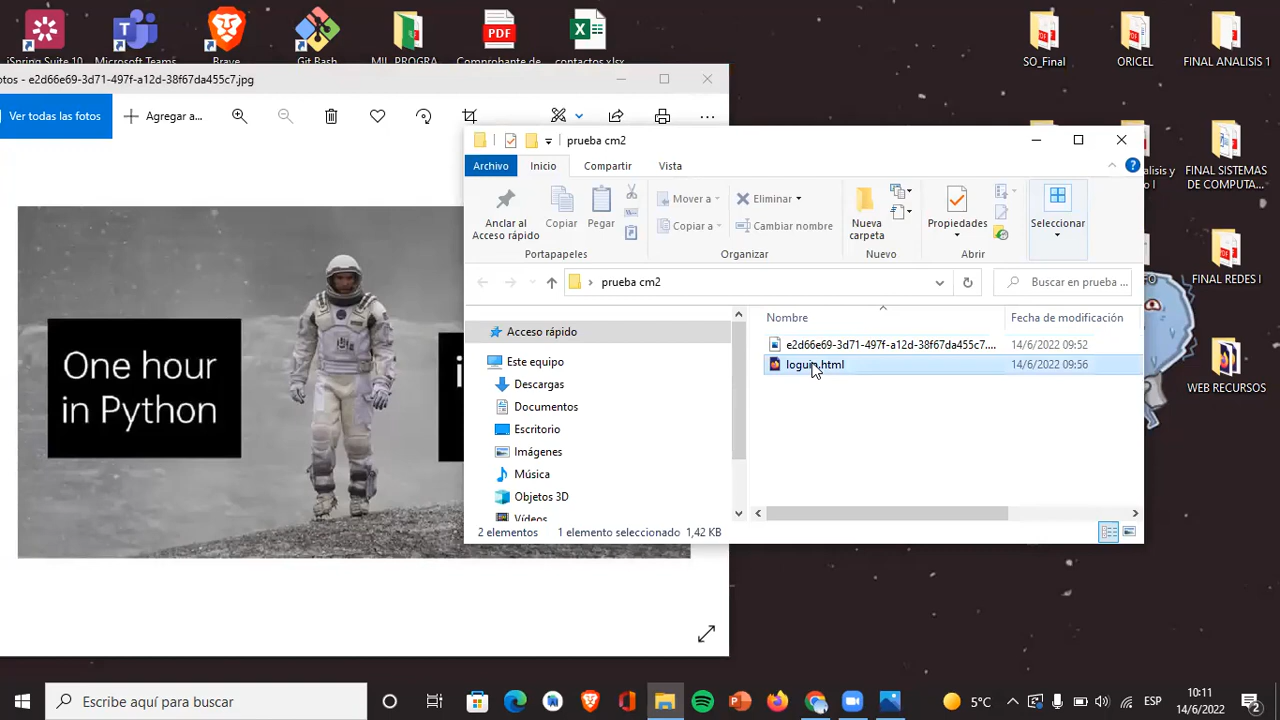 iSpring Suite 10
Microsoft Teams
Brave
Git Bash
MIL PROGRA
PDF
Comprobante de
contactos.xlsx
SO_Final
ORICEL
FINAL ANALISIS 1
otos - e2d66e69-3d71-497f-a12d-38f67da455c7.jpg
Ver todas las fotos
Agregar a...
One hour
in Python
prueba cm2
Archivo
Inicio
Compartir
Vista
Anclar al
Acceso rápido
Copiar
Pegar
Portapapeles
Mover a
Copiar a
Eliminar
Cambiar nombre
Organizar
Nueva
carpeta
Nuevo
Propiedades
Abrir
Seleccionar
prueba cm2
Buscar en prueba ...
Nombre
Fecha de modificación
e2d66e69-3d71-497f-a12d-38f67da455c7....
14/6/2022 09:52
14/6/2022 09:56
Acceso rápido
Este equipo
Descargas
Documentos
Escritorio
Imágenes
Música
Objetos 3D
Vídeos
2 elementos
1 elemento seleccionado 1,42 KB
FINAL SISTEMAS
DE COMPUTA...
FINAL REDES I
WEB RECURSOS
Escribe aquí para buscar
5°C
ESP
10:11
14/6/2022
2